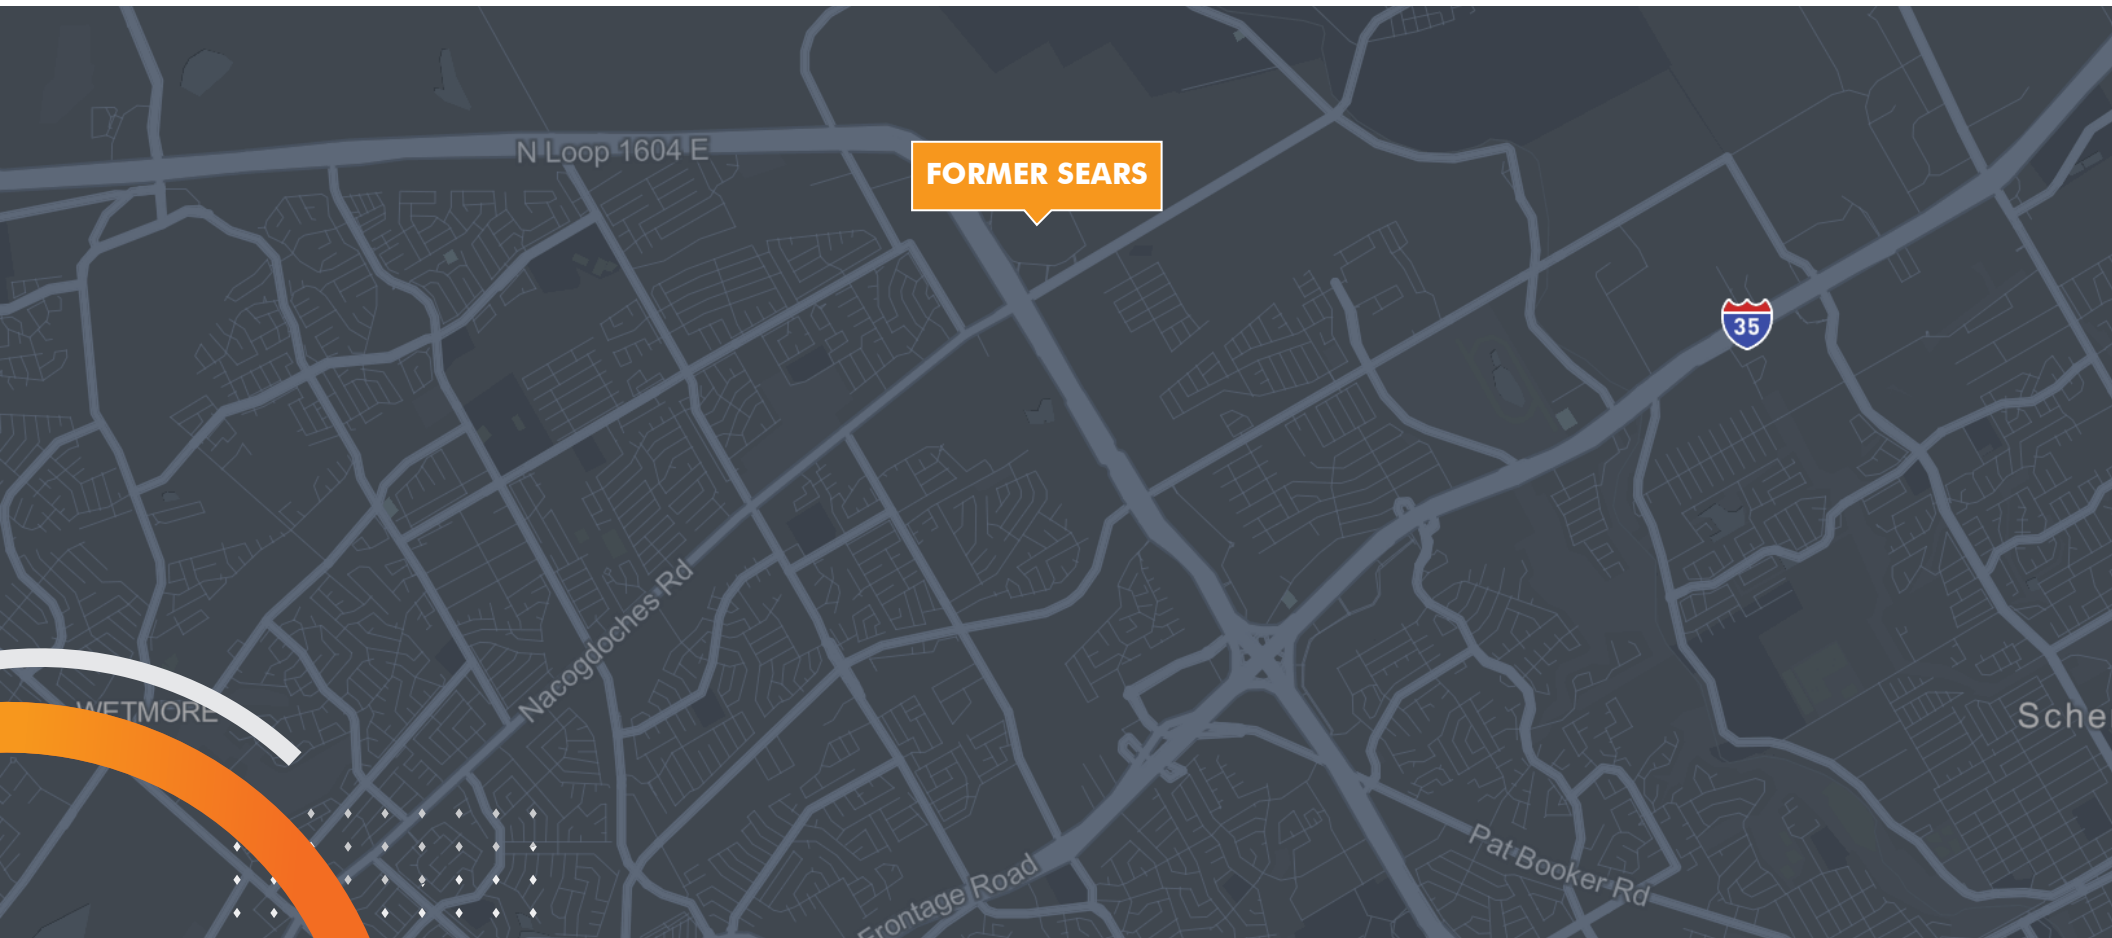 N Loop 1604 E
FORMER SEARS
35
Nacogdoches Rd
WETMORE
Sche
Pat Booker Rd
Frontage Road